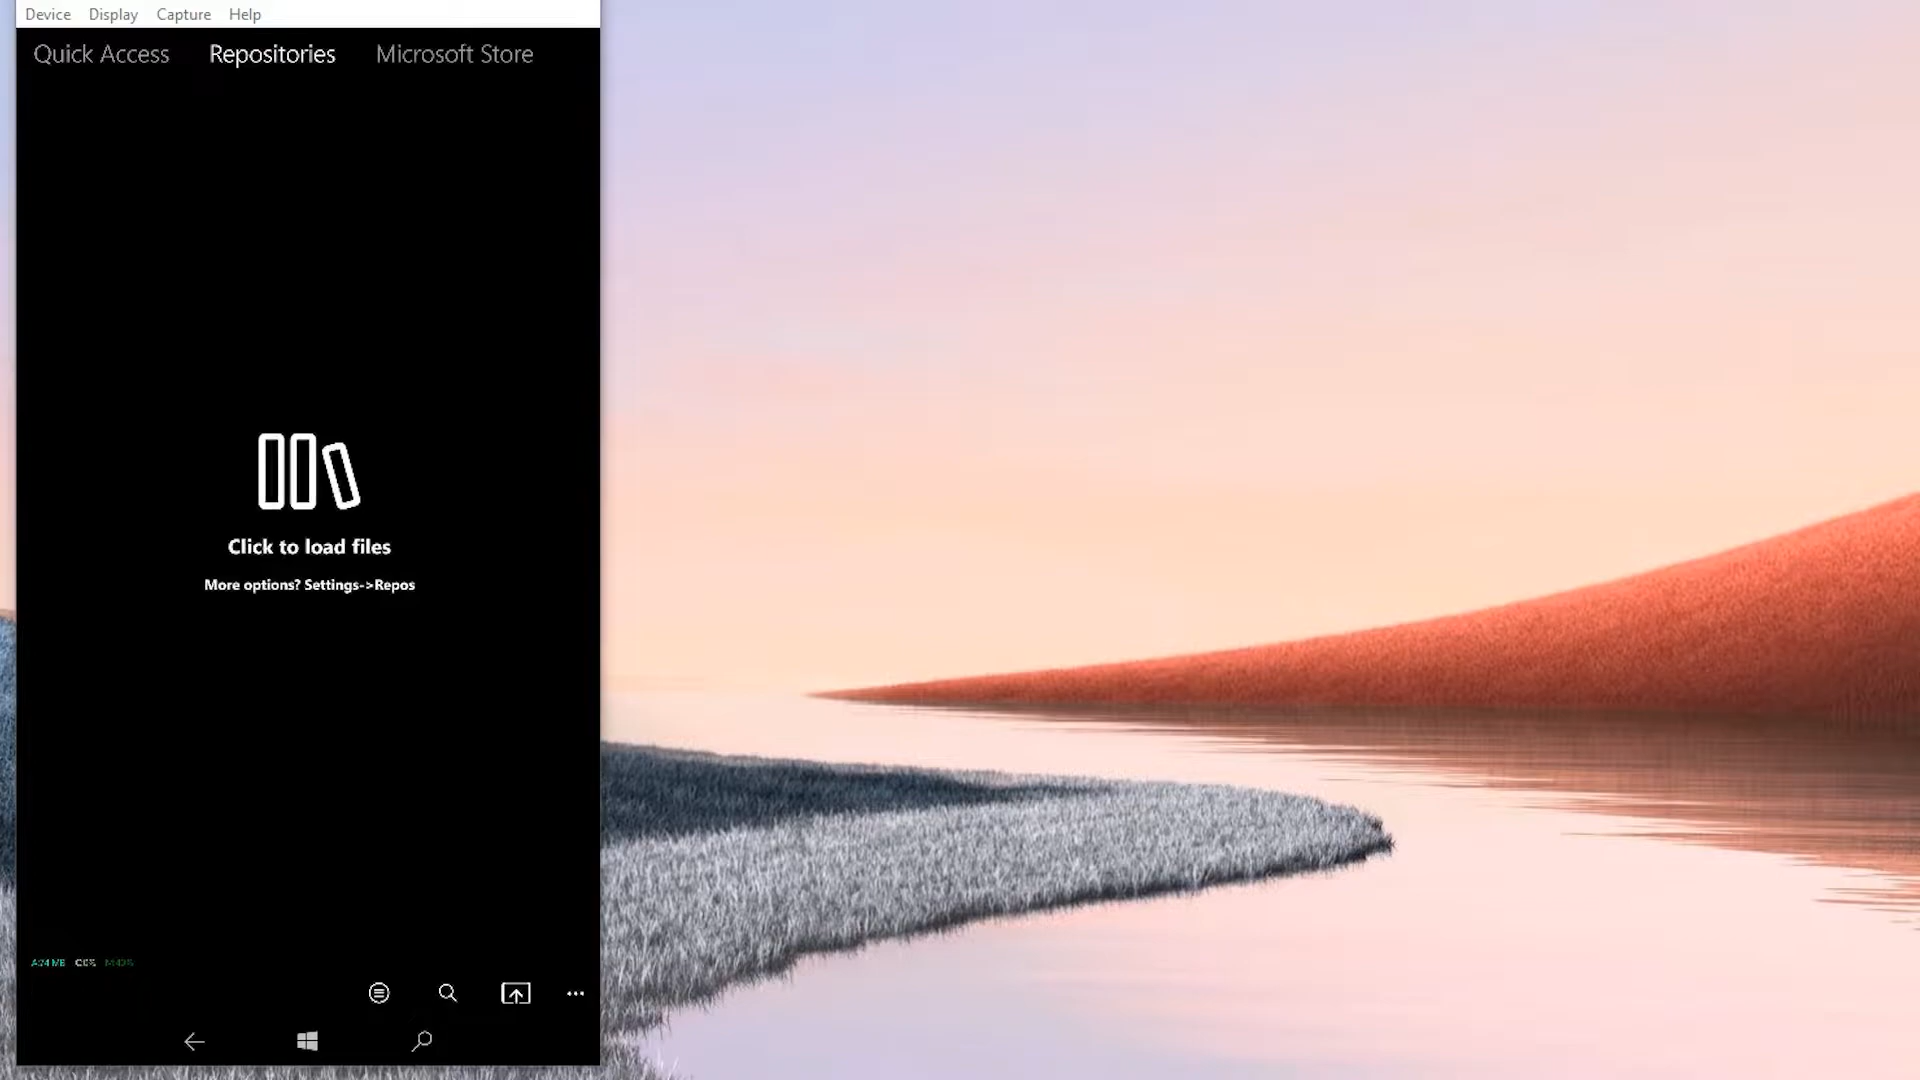 Device Display Capture Help
Quick Access Repositories Microsoft Store
Click to load files
More options? Settings->Repos